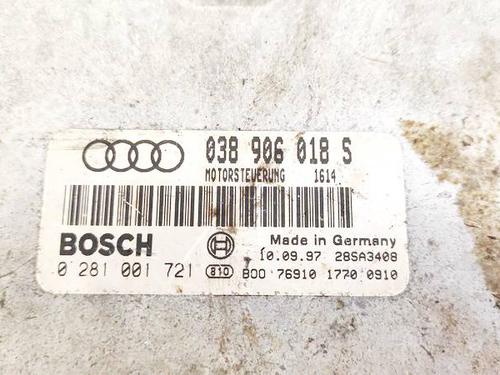 038 906 018 S
MOTORSTEUERUNG 1614
BOSCH
Made in Germany
10.09.97 28SA3408
0 281 001 721 810 B00 76910 1770 0910